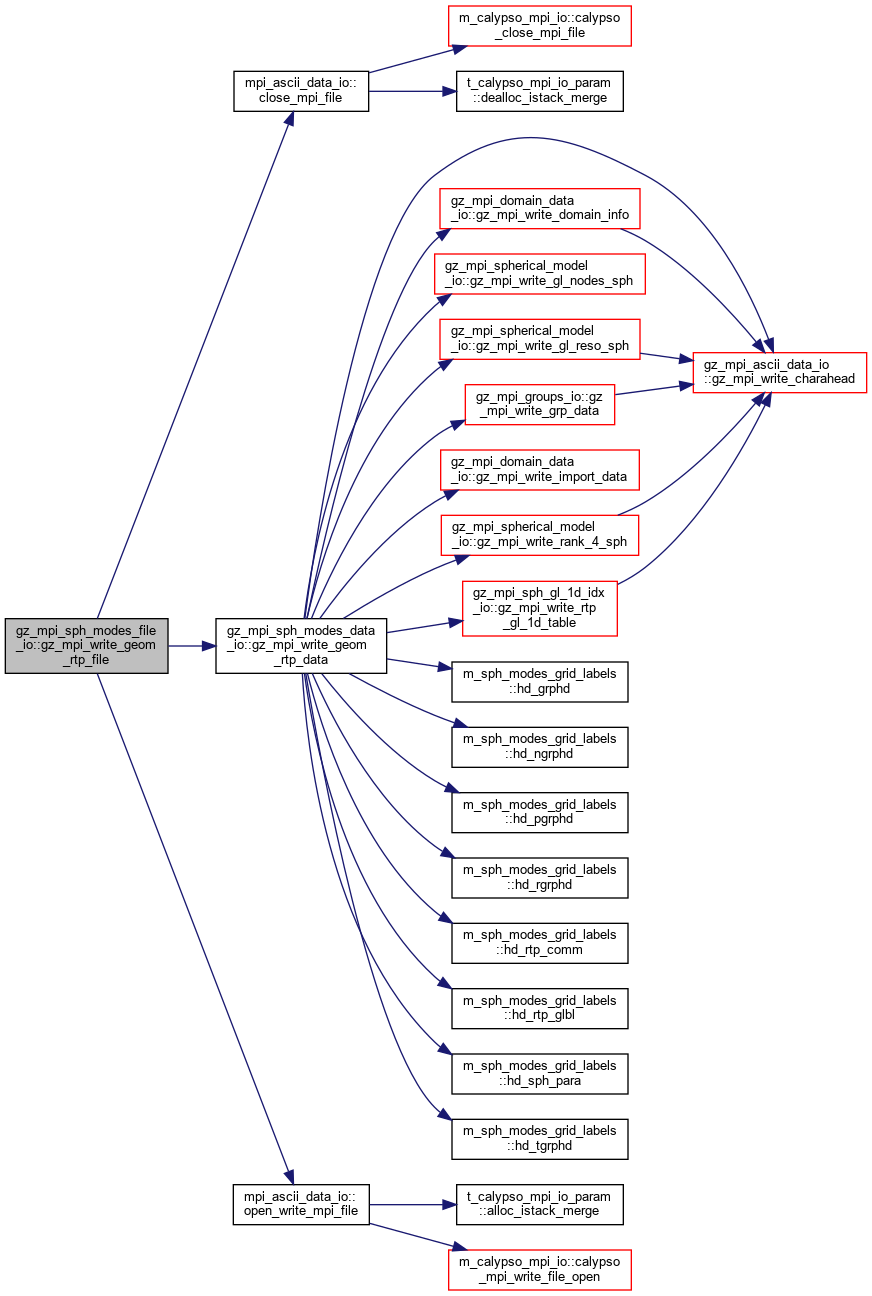 m_calypso_mpi_io::calypso
_close_mpi_file
mpi_ascii_data_io::
close_mpi_file
t_calypso_mpi_io_param
::dealloc_istack_merge
gz_mpi_domain_data
_io::gz_mpi_write_domain_info
gz_mpi_spherical_model
_io::gz_mpi_write_gl_nodes_sph
gz_mpi_spherical_model
_io::gz_mpi_write_gl_reso_sph
gz_mpi_ascii_data_io
::gz_mpi_write_charahead
gz_mpi_groups_io::gz
_mpi_write_grp_data
gz_mpi_domain_data
_io::gz_mpi_write_import_data
gz_mpi_spherical_model
_io::gz_mpi_write_rank_4_sph
gz_mpi_sph_gl_1d_idx
_io::gz_mpi_write_rtp
_gl_1d_table
gz_mpi_sph_modes_file
_io::gz_mpi_write_geom
_rtp_file
gz_mpi_sph_modes_data
_io::gz_mpi_write_geom
_rtp_data
m_sph_modes_grid_labels
::hd_grphd
m_sph_modes_grid_labels
::hd_ngrphd
m_sph_modes_grid_labels
::hd_pgrphd
m_sph_modes_grid_labels
::hd_rgrphd
m_sph_modes_grid_labels
::hd_rtp_comm
m_sph_modes_grid_labels
::hd_rtp_glbl
m_sph_modes_grid_labels
::hd_sph_para
m_sph_modes_grid_labels
::hd_tgrphd
mpi_ascii_data_io::
open_write_mpi_file
t_calypso_mpi_io_param
::alloc_istack_merge
m_calypso_mpi_io::calypso
_mpi_write_file_open